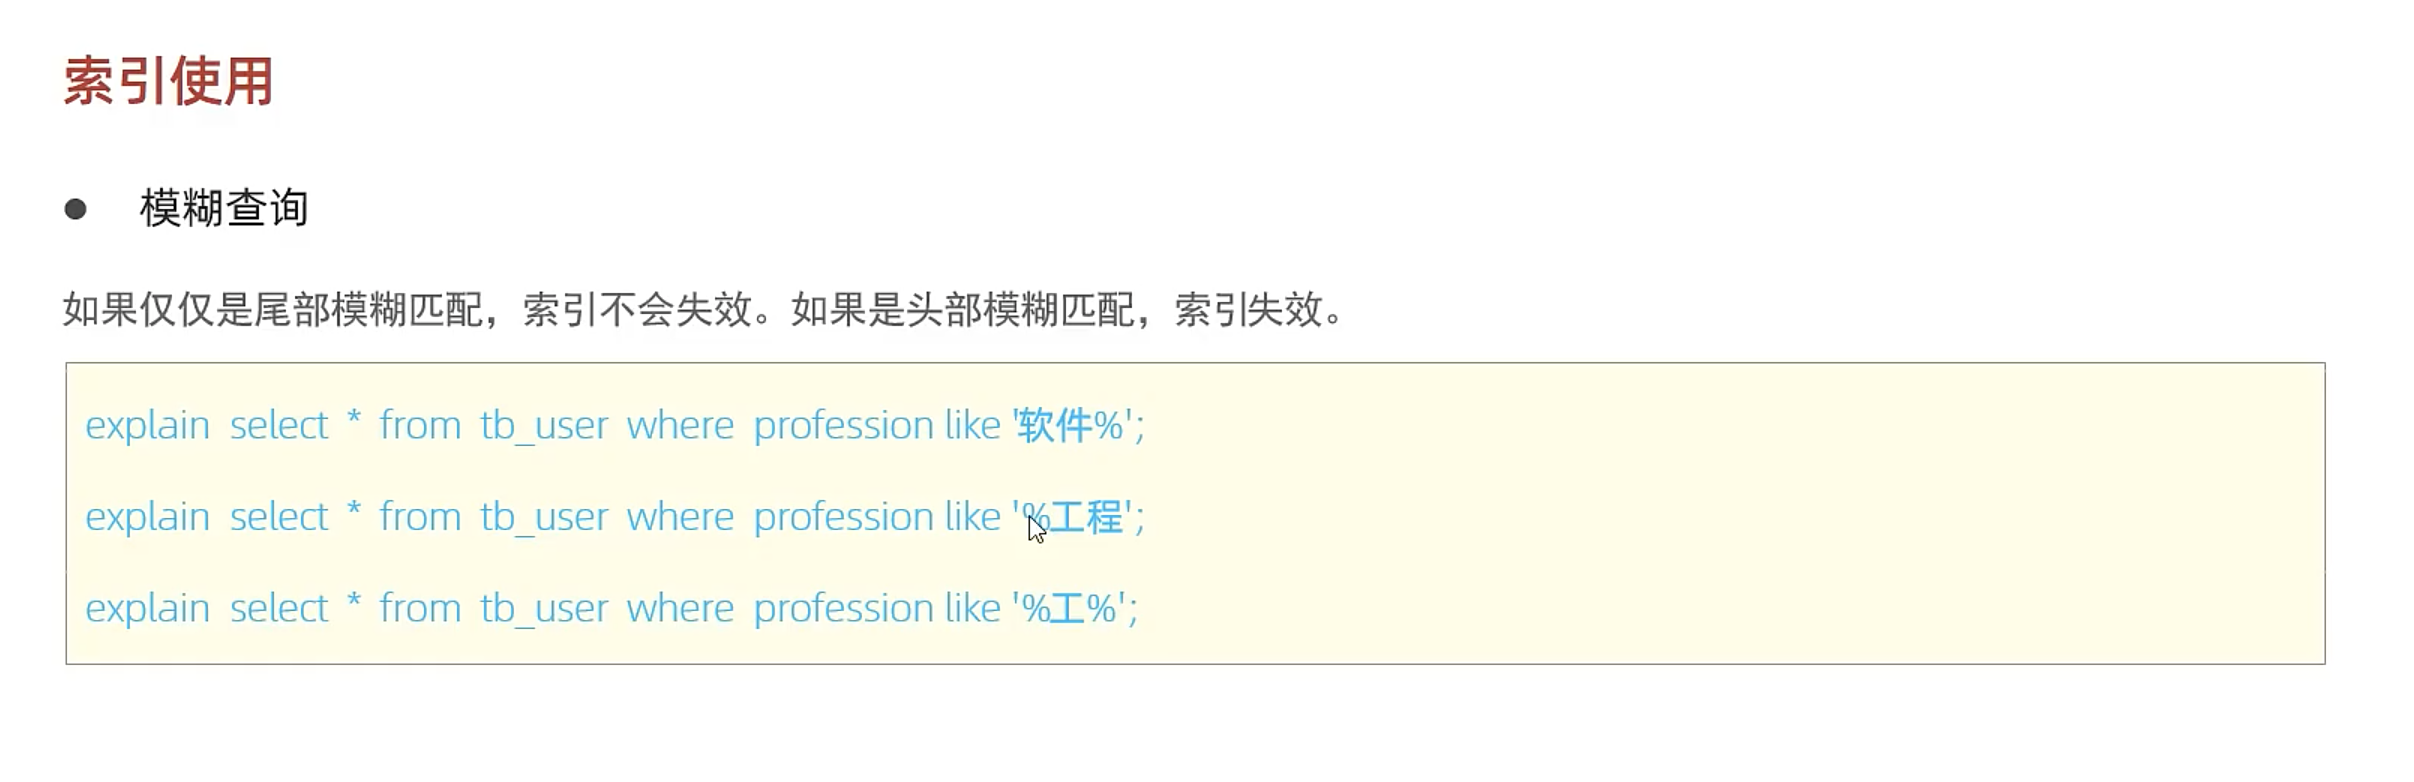 索引使用
● 模糊查询
如果仅仅是尾部模糊匹配，索引不会失效。如果是头部模糊匹配，索引失效。
explain select * from tb_user where profession like '软件%';
explain select * from tb_user where profession like '%工程';
explain select * from tb_user where profession like '%工%';